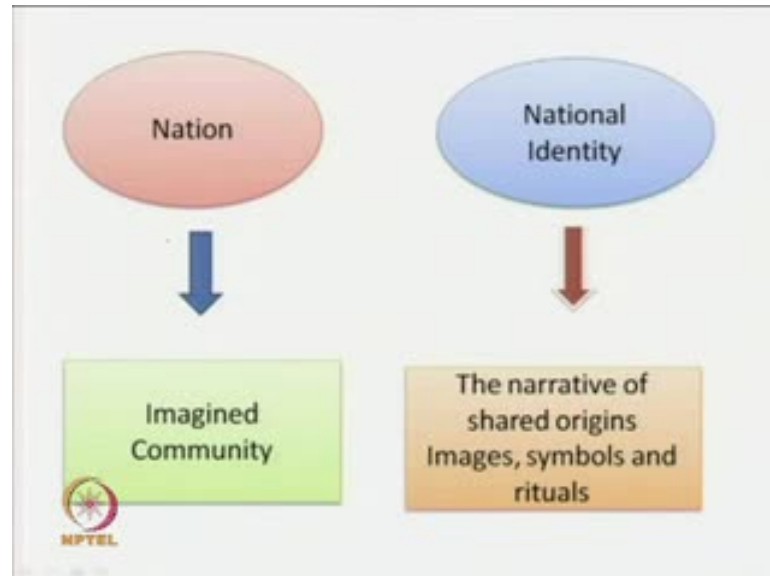 Nation
National
Identity
Imagined
Community
The narrative of
shared origins
Images, symbols and
rituals
NPTEL